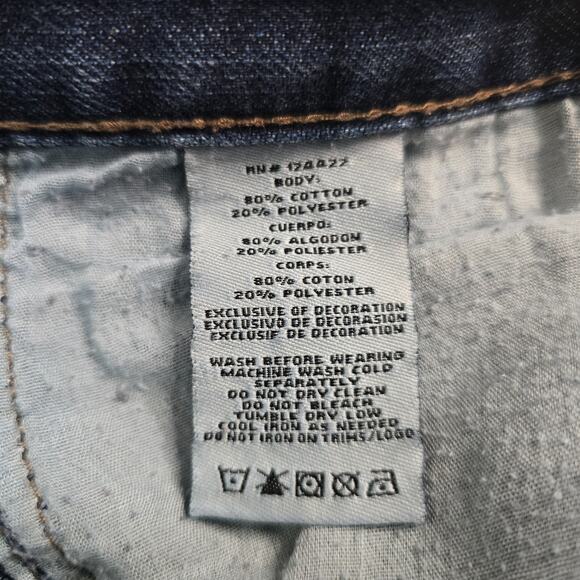 RN# 124422
BODY:
80% COTTON
20% POLYESTER
CUERPO:
80% ALGODON
20% POLIESTER
CORPS:
80% COTON
20% POLYESTER
EXCLUSIVE OF DECORATION
EXCLUSIVO DE DECORASION
EXCLUSIF DE DECORATION
WASH BEFORE WEARING
MACHINE WASH COLD
SEPARATELY
DO NOT DRY CLEAN
DO NOT BLEACH
TUMBLE DRY LOW
COOL IRON AS NEEDED
DO NOT IRON ON TRIMS/LOGO